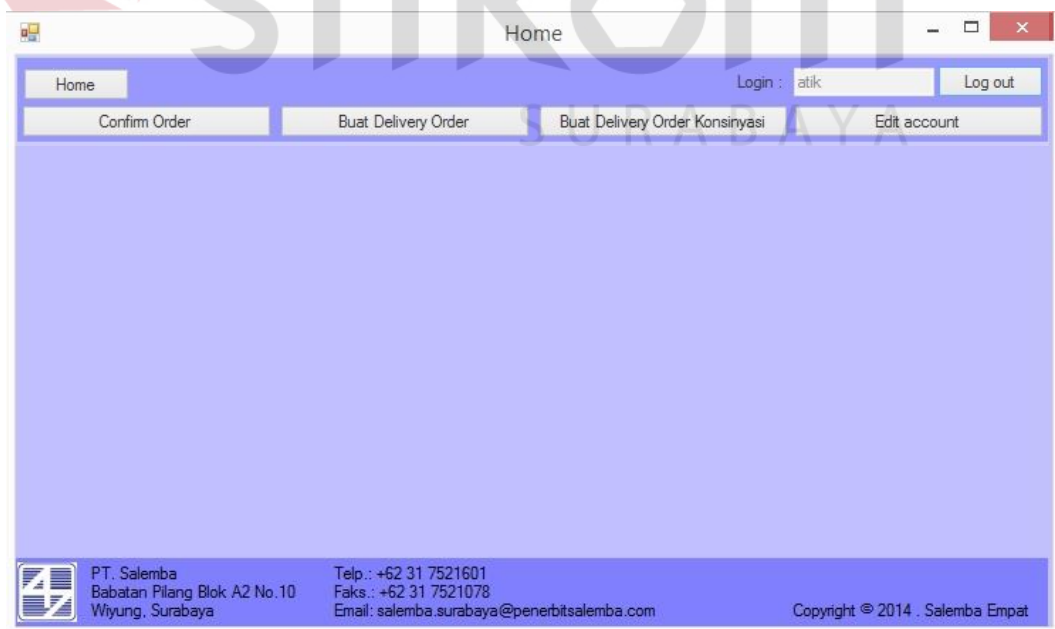 Home
Home
Login :
atik
Log out
Confirm Order
Buat Delivery Order
Buat Delivery Order Konsinyasi
Edit account
SURABAYA
PT. Salemba
Babatan Pilang Blok A2 No.10
Wiyung, Surabaya
Telp.: +62 31 7521601
Faks.: +62 31 7521078
Email: salemba.surabaya@penerbitsalemba.com
Copyright © 2014 . Salemba Empat